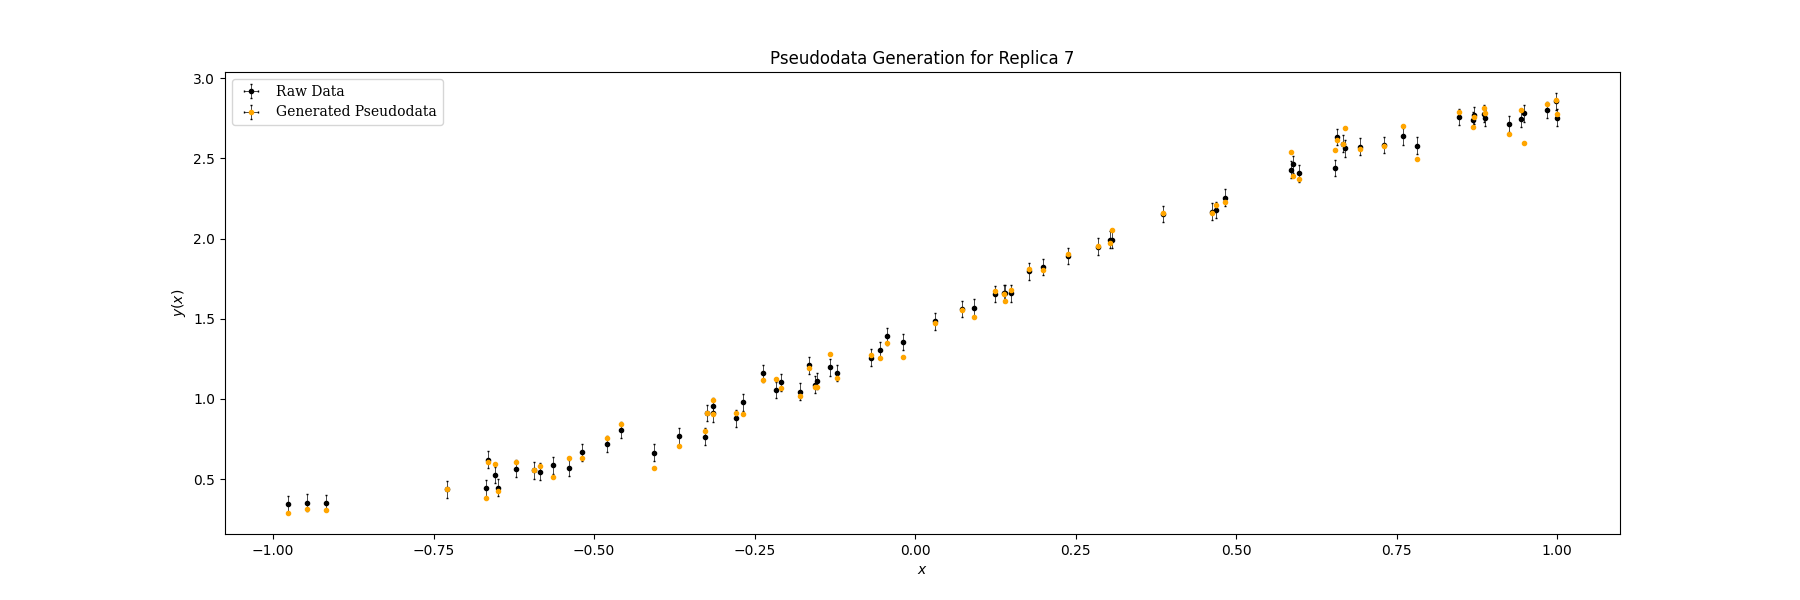 Pseudodata Generation for Replica 7
Raw Data
Generated Pseudodata
y(x)
3.0
2.5
2.0
1.5
1.0
0.5
−1.00 −0.75 −0.50 −0.25 0.00 0.25 0.50 0.75 1.00
x